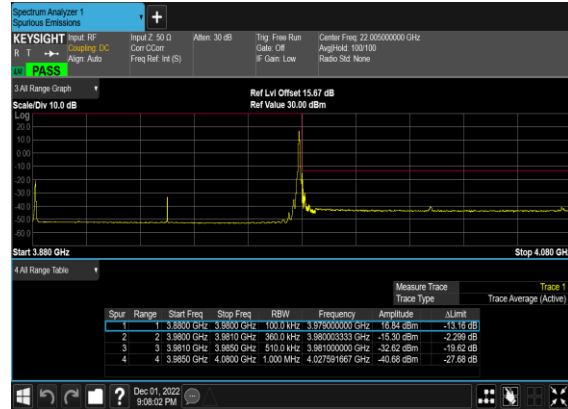 Spectrum Analyzer 1
Spurious Emissions
KEYSIGHT Input: RF Input Z: 50 Ω Atten: 30 dB Trig: Free Run Center Freq: 22.005000000 GHz
R T Coupling: DC Corr CCorr Gate: Off Avg|Hold: 100/100
Align: Auto Freq Ref: Int (S) IF Gain: Low Radio Std: None
PASS
3 All Range Graph Ref Lvl Offset 15.67 dB
Scale/Div 10.0 dB Ref Value 30.00 dBm
Log
20.0
10.0
0.00
-10.0
-20.0
-30.0
-40.0
-50.0
-60.0
Start 3.880 GHz Stop 4.080 GH
4 All Range Table
Measure Trace Trace 1
Trace Type Trace Average (Active)
Spur Range Start Freq Stop Freq RBW Frequency Amplitude ΔLimit
1 1 3.8800 GHz 3.9800 GHz 100.0 kHz 3.979000000 GHz 16.84 dBm -13.16 dB
2 2 3.9800 GHz 3.9810 GHz 360.0 kHz 3.980003333 GHz -15.30 dBm -2.299 dB
3 3 3.9810 GHz 3.9850 GHz 510.0 kHz 3.981000000 GHz -32.62 dBm -19.62 dB
4 4 3.9850 GHz 4.0800 GHz 1.000 MHz 4.027591667 GHz -40.68 dBm -27.68 dB
Dec 01, 2022
9:08:02 PM